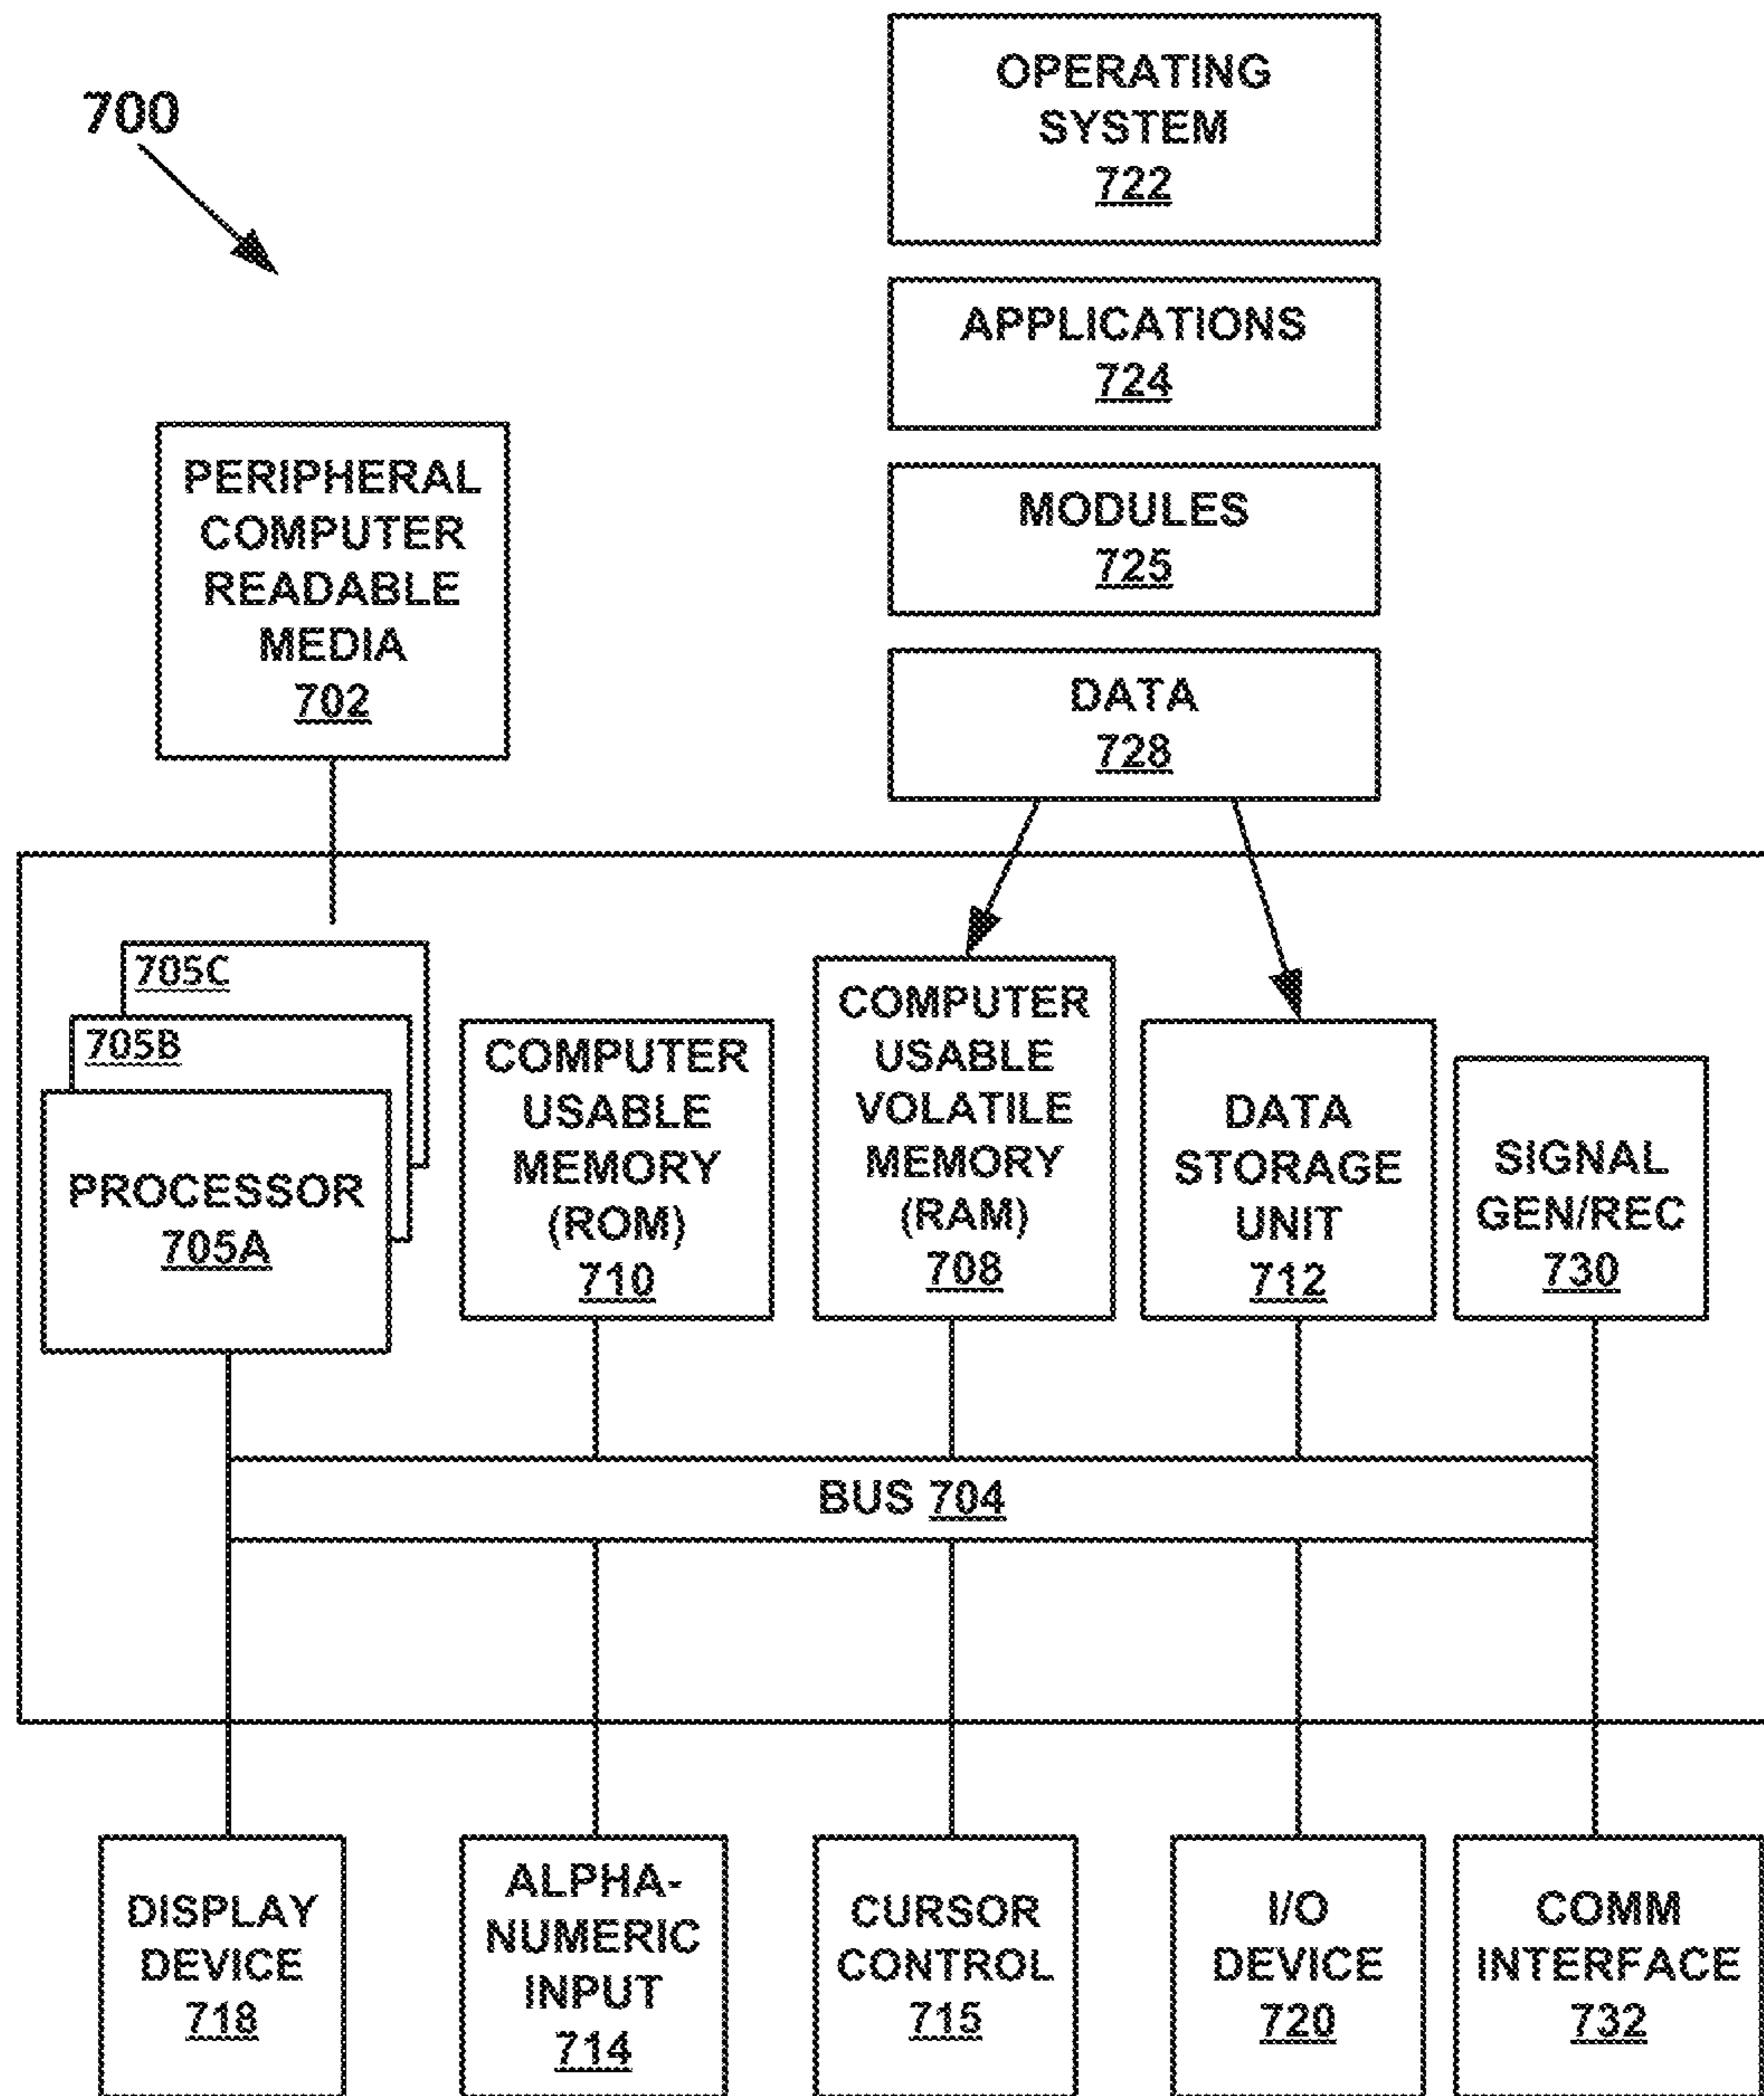 700
OPERATING
SYSTEM
722
APPLICATIONS
724
MODULES
725
DATA
728
PERIPHERAL
COMPUTER
READABLE
MEDIA
702
705C
705B
PROCESSOR
705A
COMPUTER
USABLE
MEMORY
(ROM)
710
COMPUTER
USABLE
VOLATILE
MEMORY
(RAM)
708
DATA
STORAGE
UNIT
712
SIGNAL
GEN/REC
730
BUS 704
DISPLAY
DEVICE
718
ALPHA-
NUMERIC
INPUT
714
CURSOR
CONTROL
715
I/O
DEVICE
720
COMM
INTERFACE
732